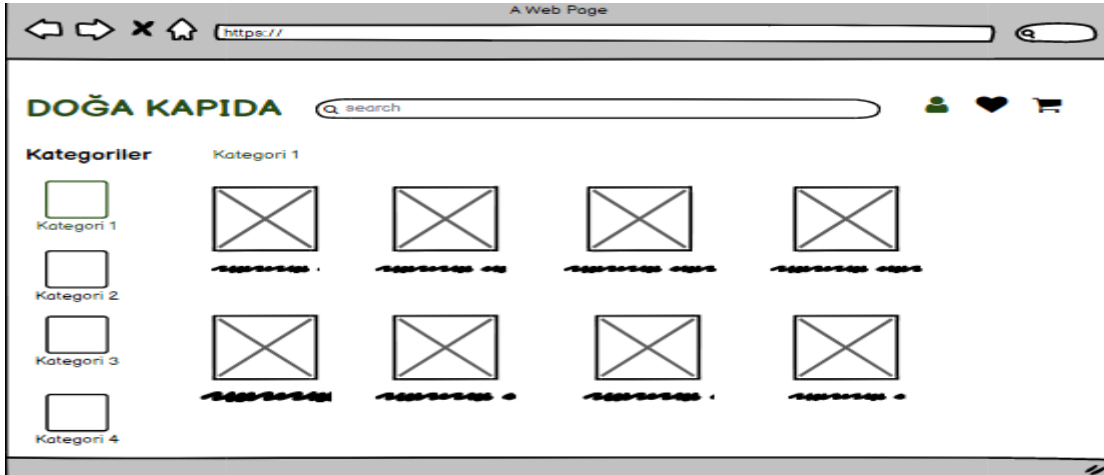 A Web Page
https://
DOĞA KAPIDA
search
Kategoriler
Kategori 1
Kategori 1
Kategori 2
Kategori 3
Kategori 4